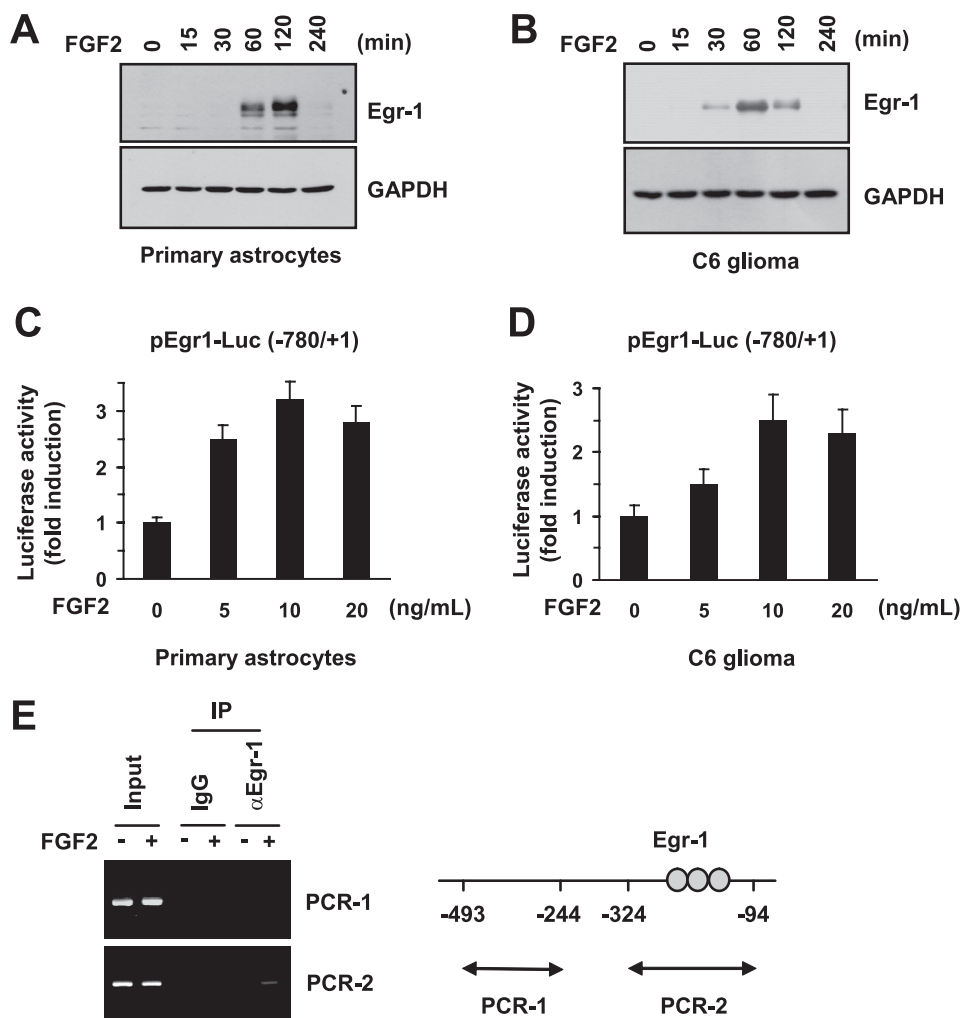 A
FGF2 0 15 30 60 120 240 (min)
Egr-1
GAPDH
Primary astrocytes
B
FGF2 0 15 30 60 120 240 (min)
Egr-1
GAPDH
C6 glioma
C
pEgr1-Luc (-780/+1)
Luciferase activity
(fold induction)
3
2
1
0
FGF2 0 5 10 20 (ng/mL)
Primary astrocytes
D
pEgr1-Luc (-780/+1)
Luciferase activity
(fold induction)
3
2
1
0
FGF2 0 5 10 20 (ng/mL)
C6 glioma
E
IP
Input IgG αEgr-1
FGF2 - + - + - +
PCR-1
PCR-2
Egr-1
-493 -244 -324 -94
PCR-1 PCR-2